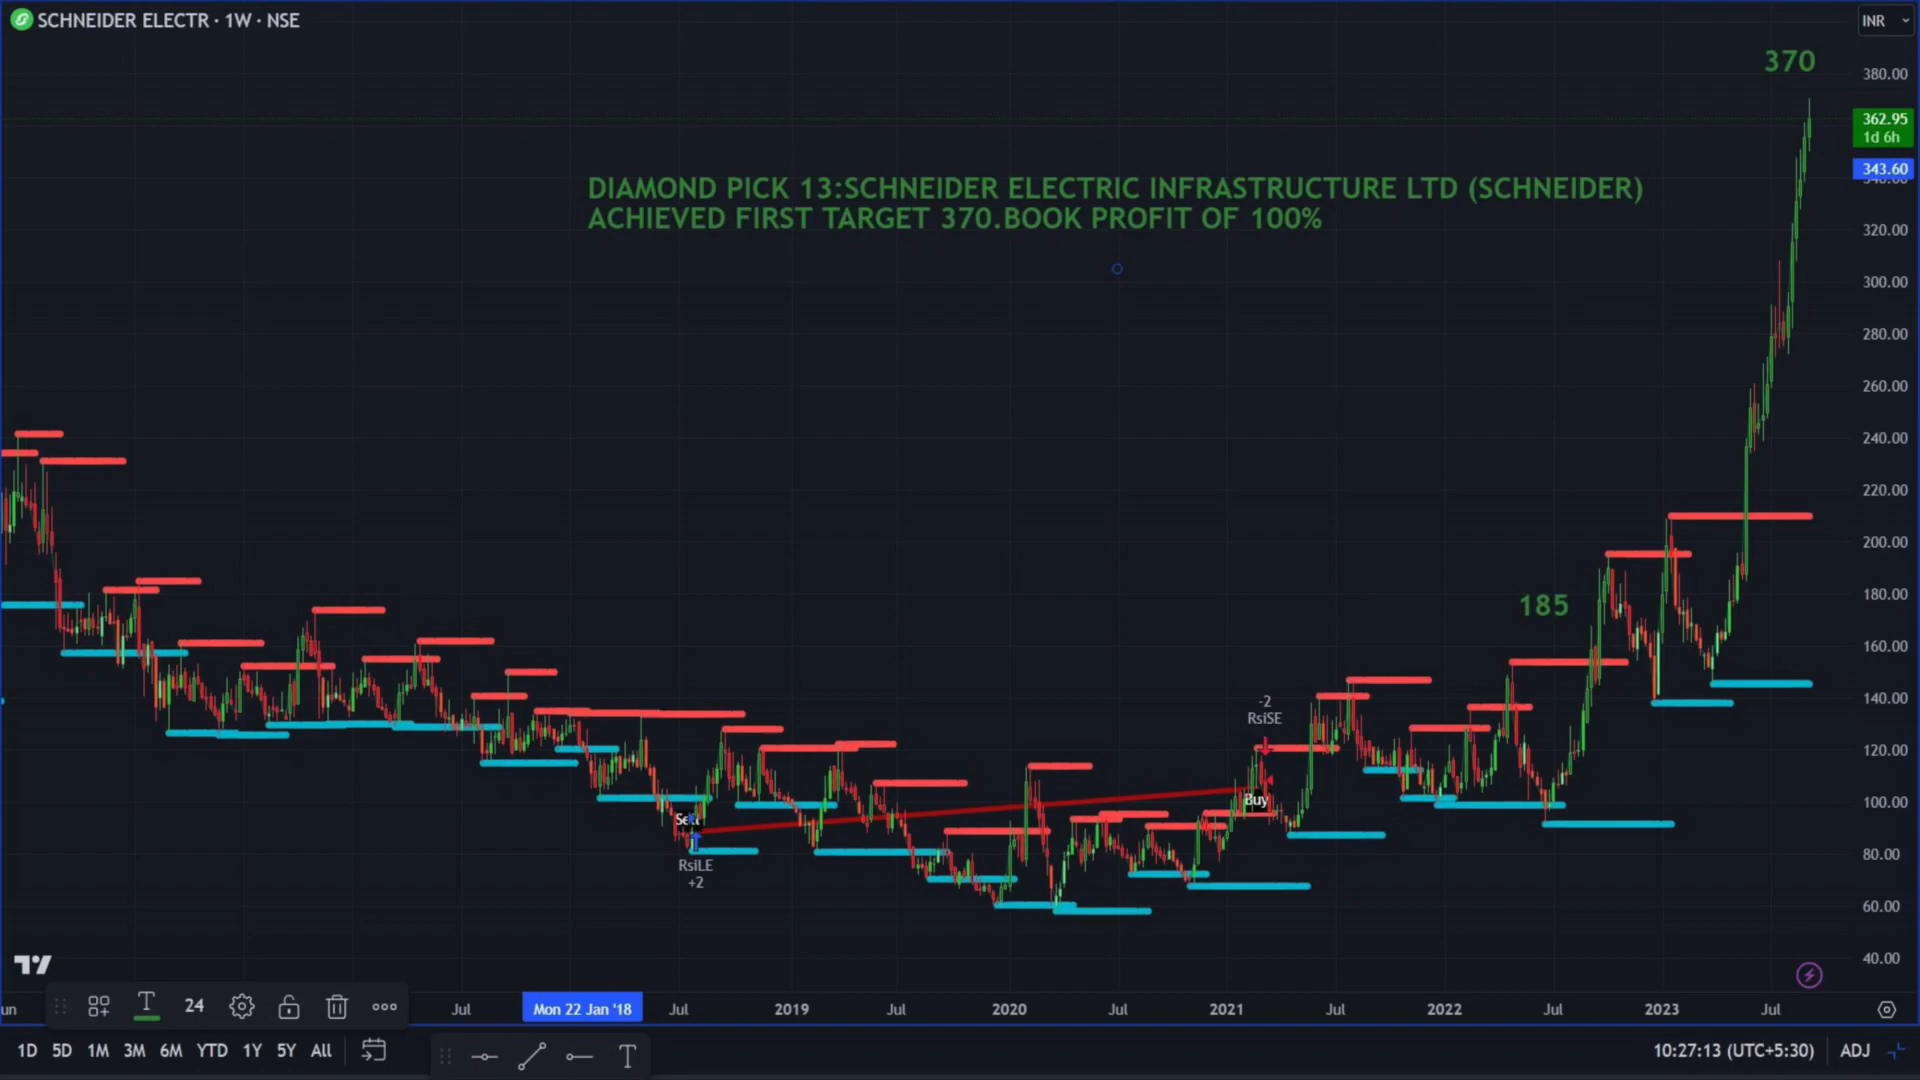 SCHNEIDER ELECTR · 1W · NSE
INR
370
380.00
362.95
1d 6h
343.60
DIAMOND PICK 13:SCHNEIDER ELECTRIC INFRASTRUCTURE LTD (SCHNEIDER)
ACHIEVED FIRST TARGET 370.BOOK PROFIT OF 100%
320.00
300.00
280.00
260.00
240.00
220.00
200.00
180.00
185
160.00
140.00
-2
RsiSE
120.00
100.00
Buy
Sell
80.00
RsiLE
+2
60.00
40.00
24
Jul
Mon 22 Jan '18
Jul
2019
Jul
2020
Jul
2021
Jul
2022
Jul
2023
Jul
1D 5D 1M 3M 6M YTD 1Y 5Y All
T
10:27:13 (UTC+5:30)
ADJ